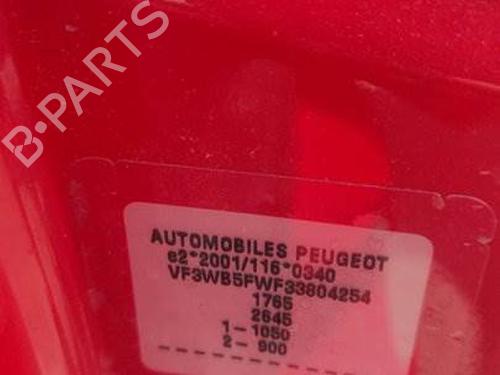 B-PARTS
AUTOMOBILES PEUGEOT
e2*2001/116*0340
VF3WB5FWF33804254
1765
2645
1- 1050
2- 900